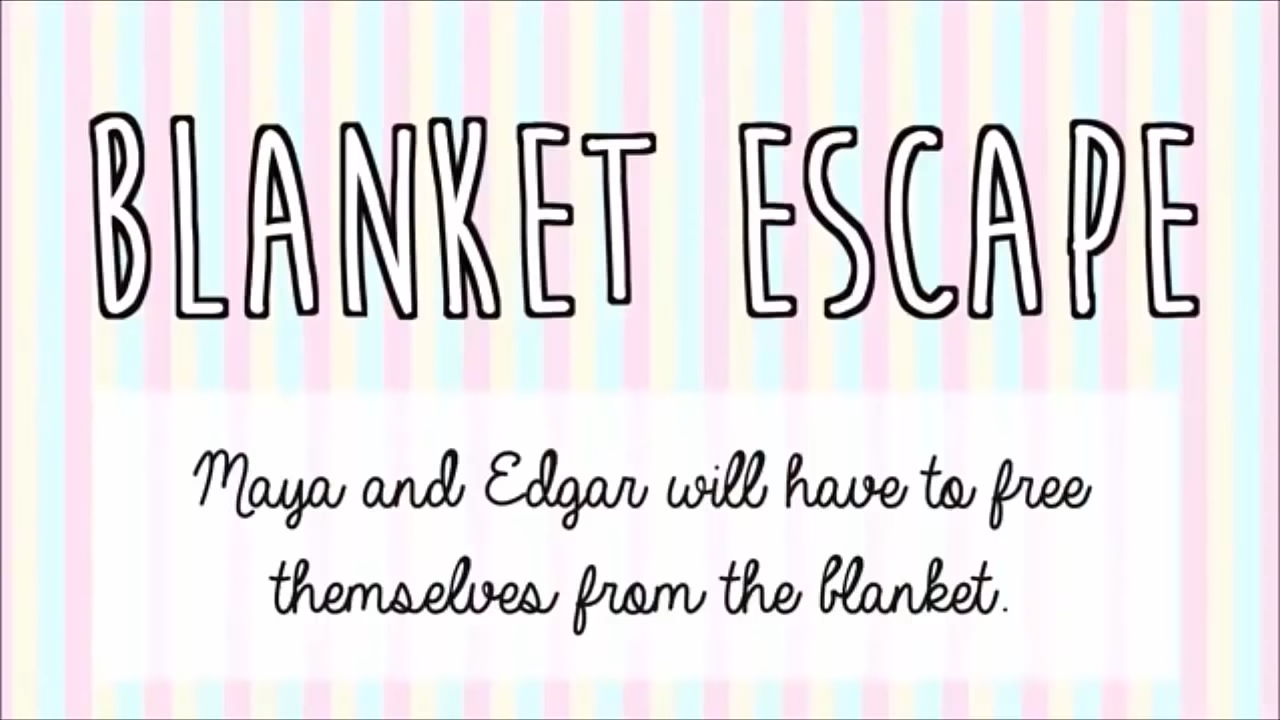 BLANKET ESCAPE
Maya and Edgar will have to free
themselves from the blanket.